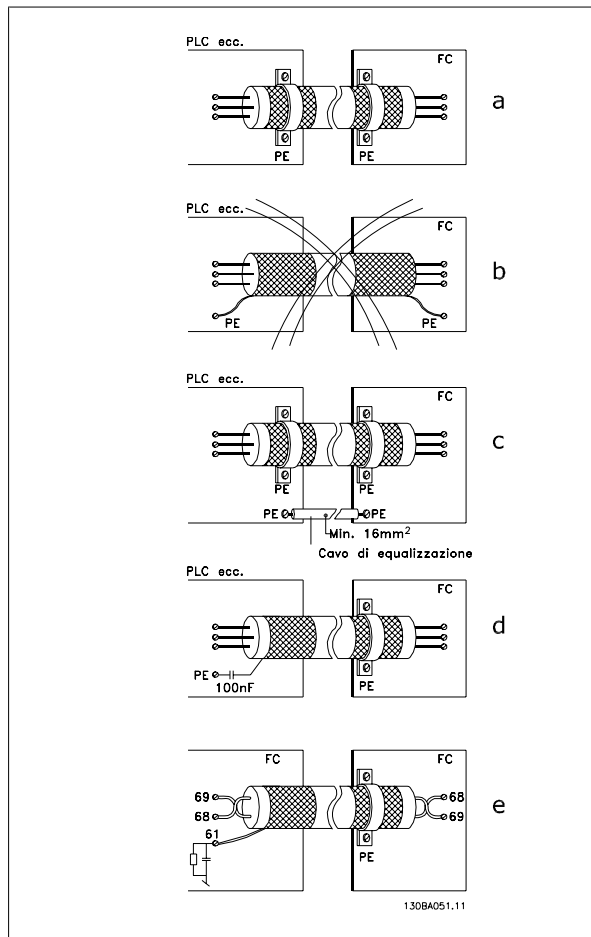 PLC ecc.
FC
a
PE
PE
PLC ecc.
FC
b
PE
PE
PLC ecc.
FC
c
PE
PE
PE
PE
Min. 16mm²
Cavo di equalizzazione
PLC ecc.
FC
d
PE
100nF
PE
FC
FC
69
68
e
68
69
61
PE
130BA051.11